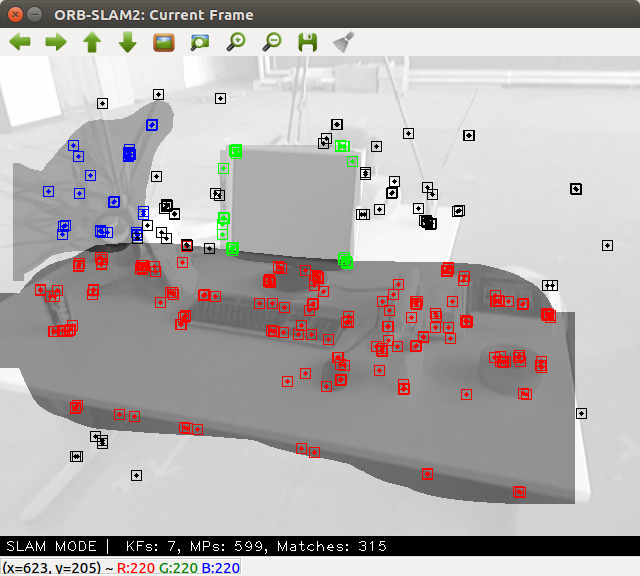 ORB-SLAM2: Current Frame
SLAM MODE |  KFs: 7, MPs: 599, Matches: 315
(x=623, y=205) ~ R:220 G:220 B:220